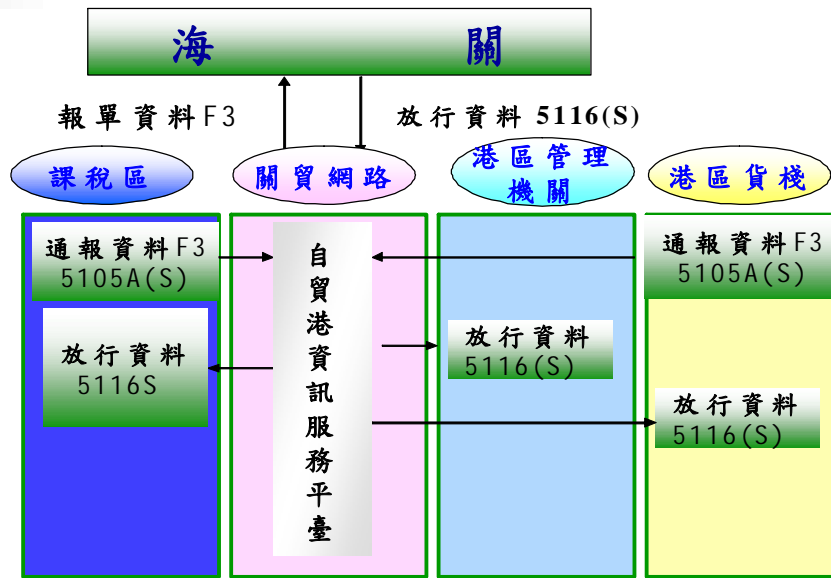 海 關
報單資料F3
放行資料 5116(S)
課稅區
關貿網路
港區管理
機關
港區貨棧
通報資料F3
5105A(S)
放行資料
5116S
自貿港資訊服務平臺
放行資料
5116(S)
通報資料F3
5105A(S)
放行資料
5116(S)